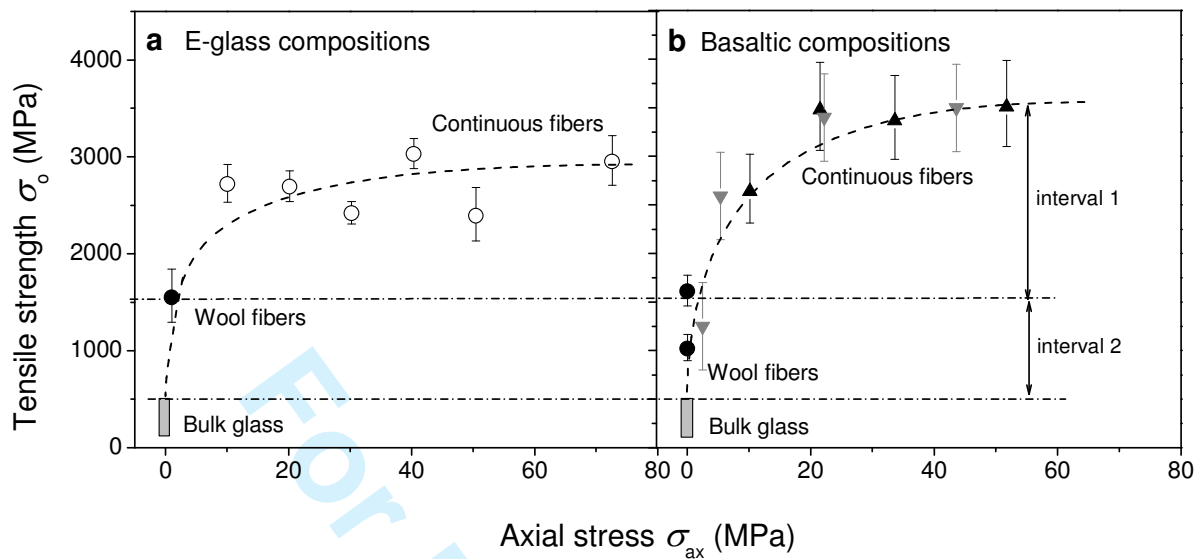 a E-glass compositions
b Basaltic compositions
Tensile strength σo (MPa)
4000
3000
2000
1000
0
Continuous fibers
Wool fibers
Bulk glass
0 20 40 60 80
Continuous fibers
Wool fibers
Bulk glass
interval 1
interval 2
0 20 40 60 80
Axial stress σax (MPa)
For